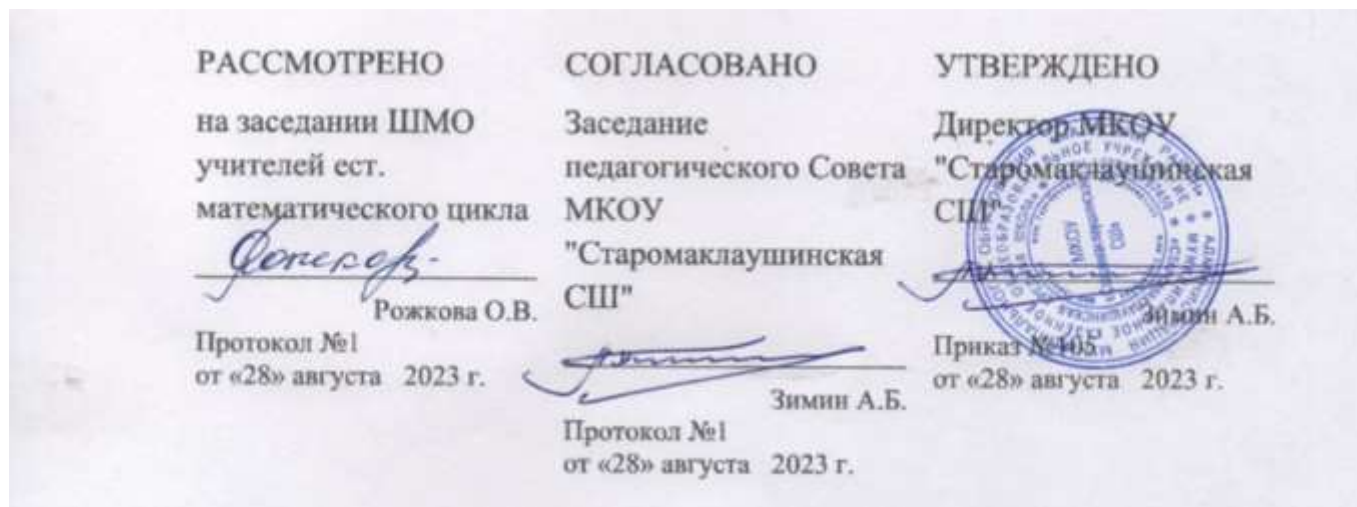 РАССМОТРЕНО
на заседании ШМО
учителей ест.
математического цикла
Рожкова О.В.
Протокол №1
от «28» августа 2023 г.
СОГЛАСОВАНО
Заседание
педагогического Совета
МКОУ
"Старомаклаушинская
СШ"
Зимин А.Б.
Протокол №1
от «28» августа 2023 г.
УТВЕРЖДЕНО
Директор МКОУ
"Старомаклаушинская
СШ"
Зимин А.Б.
Приказ №105
от «28» августа 2023 г.
МКОУ